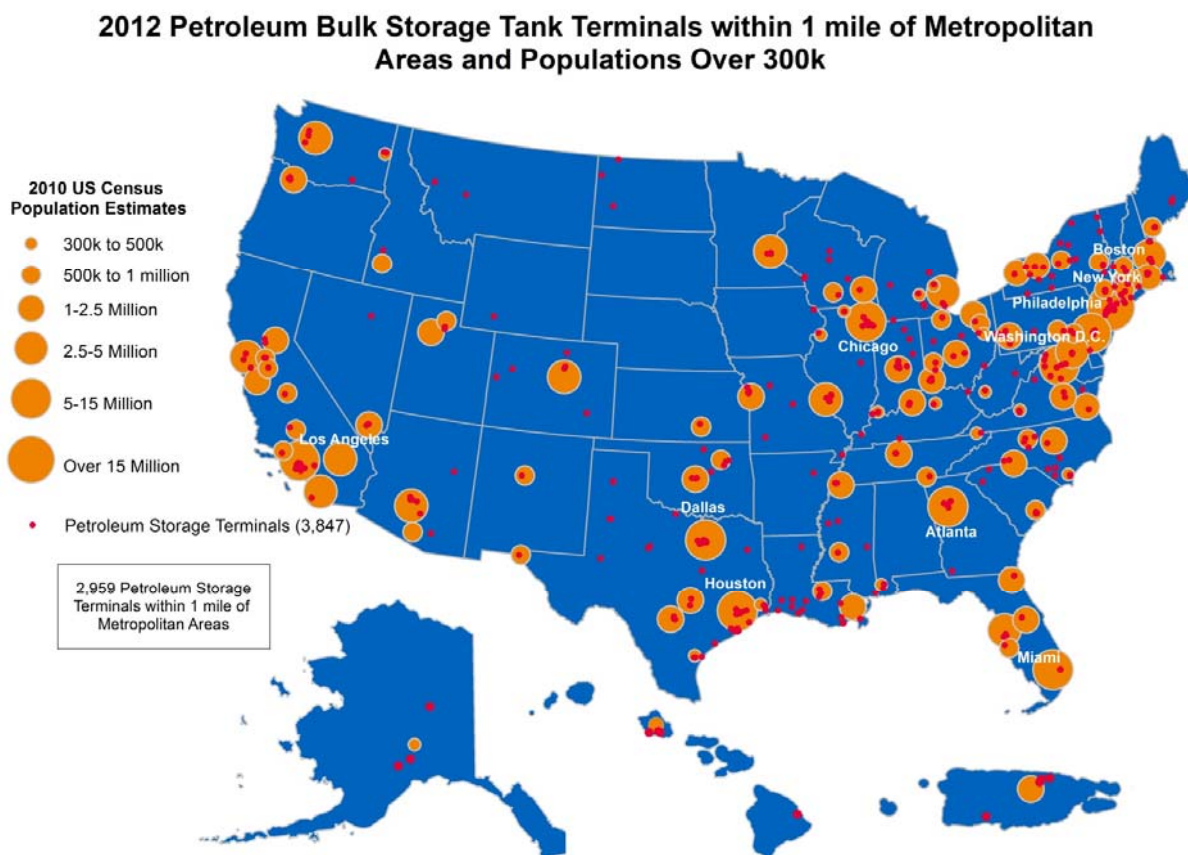 2012 Petroleum Bulk Storage Tank Terminals within 1 mile of Metropolitan
Areas and Populations Over 300k
2010 US Census
Population Estimates
300k to 500k
500k to 1 million
1-2.5 Million
2.5-5 Million
5-15 Million
Over 15 Million
Petroleum Storage Terminals (3,847)
2,959 Petroleum Storage
Terminals within 1 mile of
Metropolitan Areas
Boston
New York
Philadelphia
Washington D.C.
Chicago
Los Angeles
Dallas
Atlanta
Houston
Miami